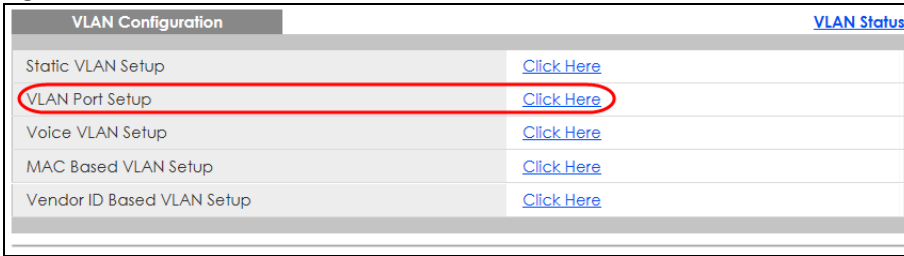 VLAN Configuration VLAN Status
Static VLAN Setup Click Here
VLAN Port Setup Click Here
Voice VLAN Setup Click Here
MAC Based VLAN Setup Click Here
Vendor ID Based VLAN Setup Click Here